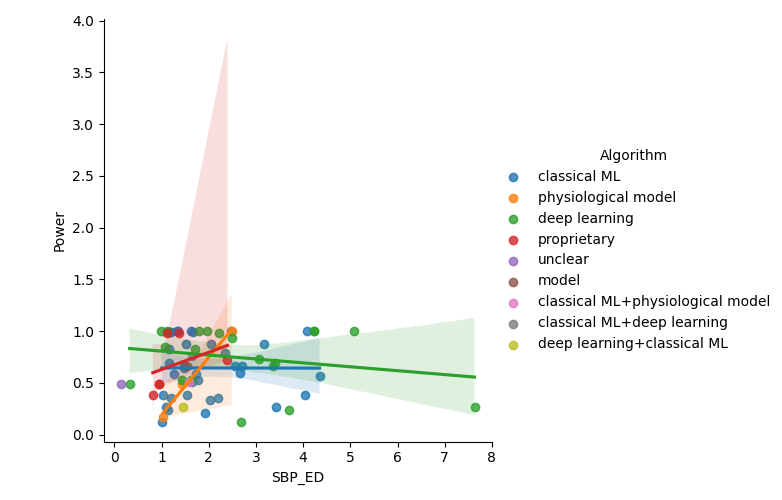 4.0
3.5
3.0
2.5
2.0
1.5
1.0
0.5
0.0
Power
0 1 2 3 4 5 6 7 8
SBP_ED
Algorithm
classical ML
physiological model
deep learning
proprietary
unclear
model
classical ML+physiological model
classical ML+deep learning
deep learning+classical ML